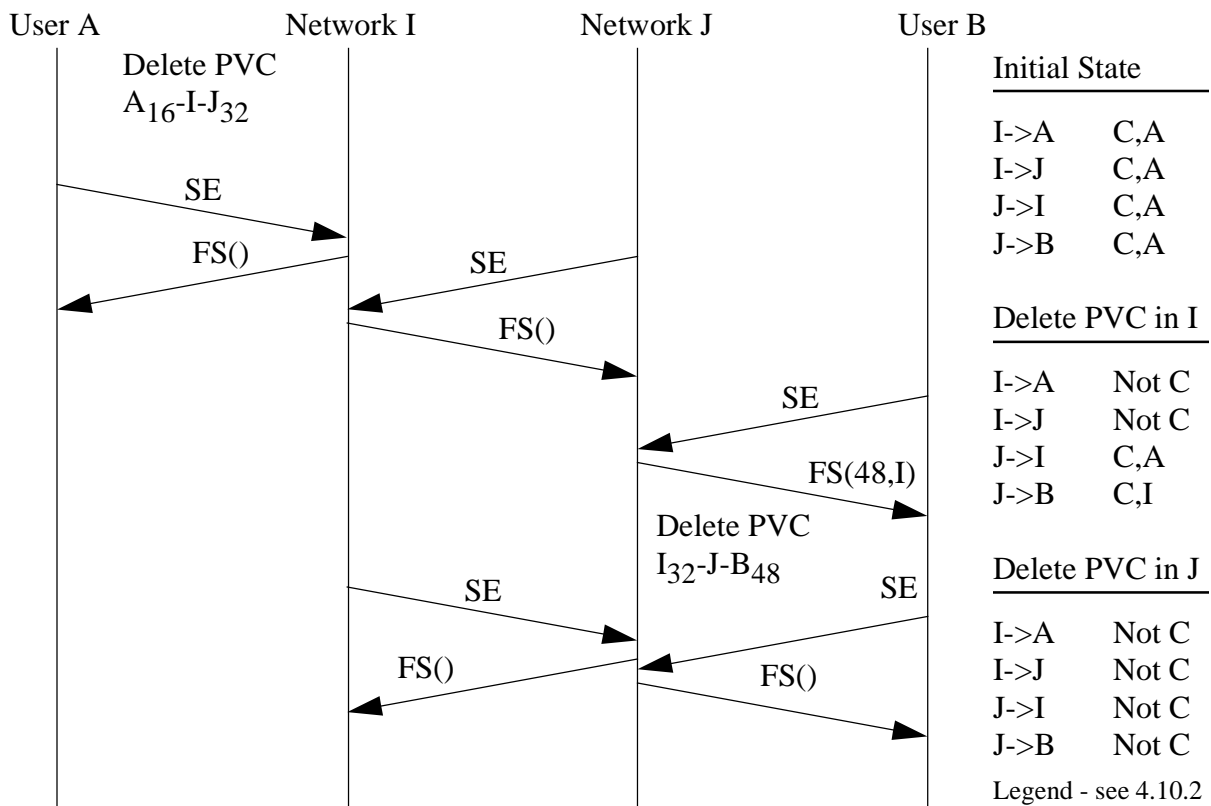 User A Network I Network J User B
Delete PVC
A16-I-J32
SE
FS()
SE
FS()
SE
FS(48,I)
Delete PVC
I32-J-B48
SE
SE
FS()
FS()
Initial State
I->A C,A
I->J C,A
J->I C,A
J->B C,A
Delete PVC in I
I->A Not C
I->J Not C
J->I C,A
J->B C,I
Delete PVC in J
I->A Not C
I->J Not C
J->I Not C
J->B Not C
Legend - see 4.10.2